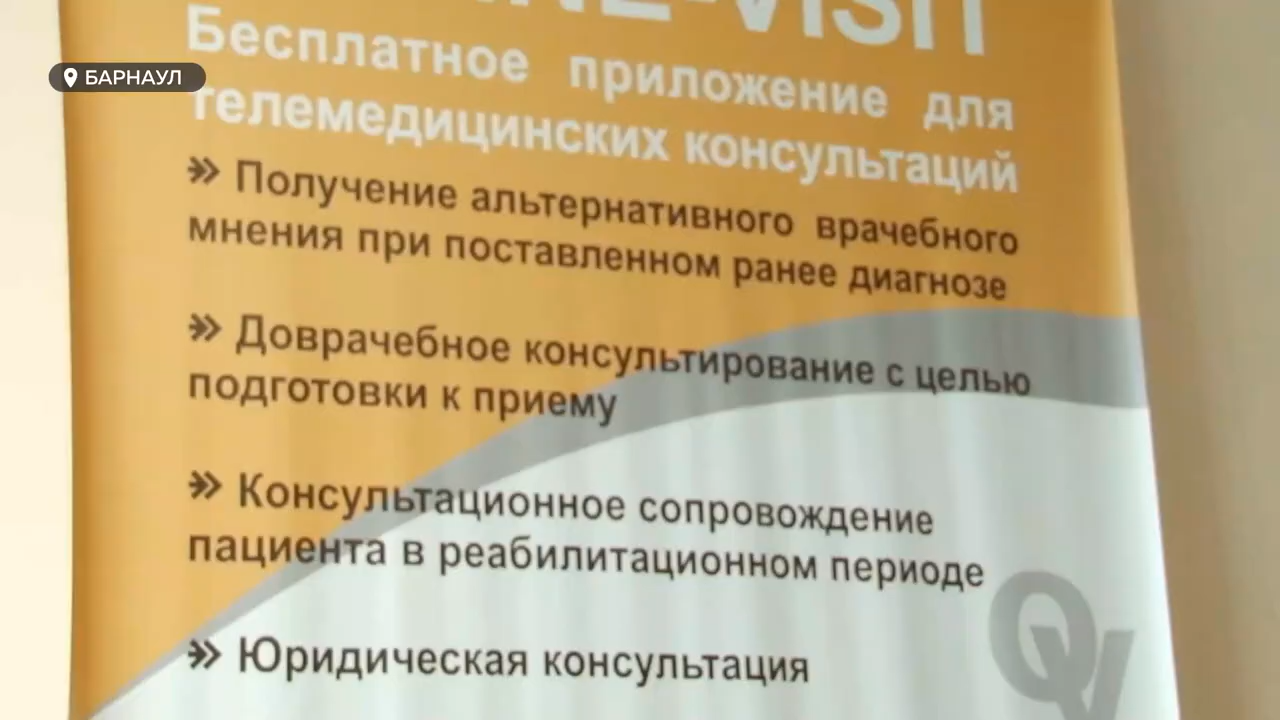 БАРНАУЛ
Бесплатное приложение для
телемедицинских консультаций
» Получение альтернативного врачебного
мнения при поставленном ранее диагнозе
» Доврачебное консультирование с целью
подготовки к приему
» Консультационное сопровождение
пациента в реабилитационном периоде
» Юридическая консультация
QV